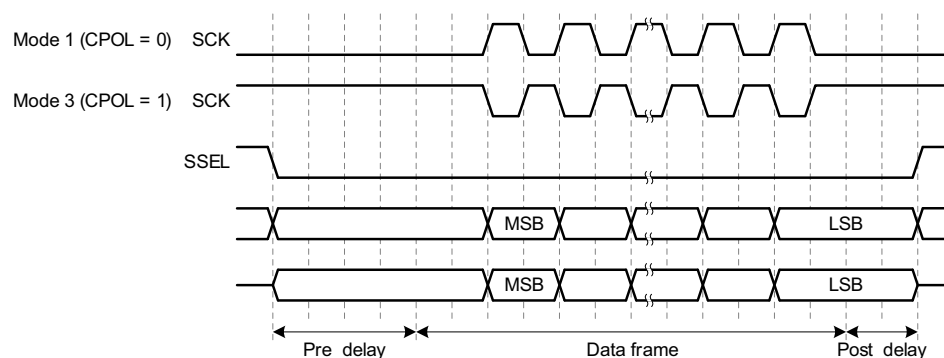 Mode 1 (CPOL = 0) SCK
Mode 3 (CPOL = 1) SCK
SSEL
MSB LSB
MSB LSB
Pre delay Data frame Post delay